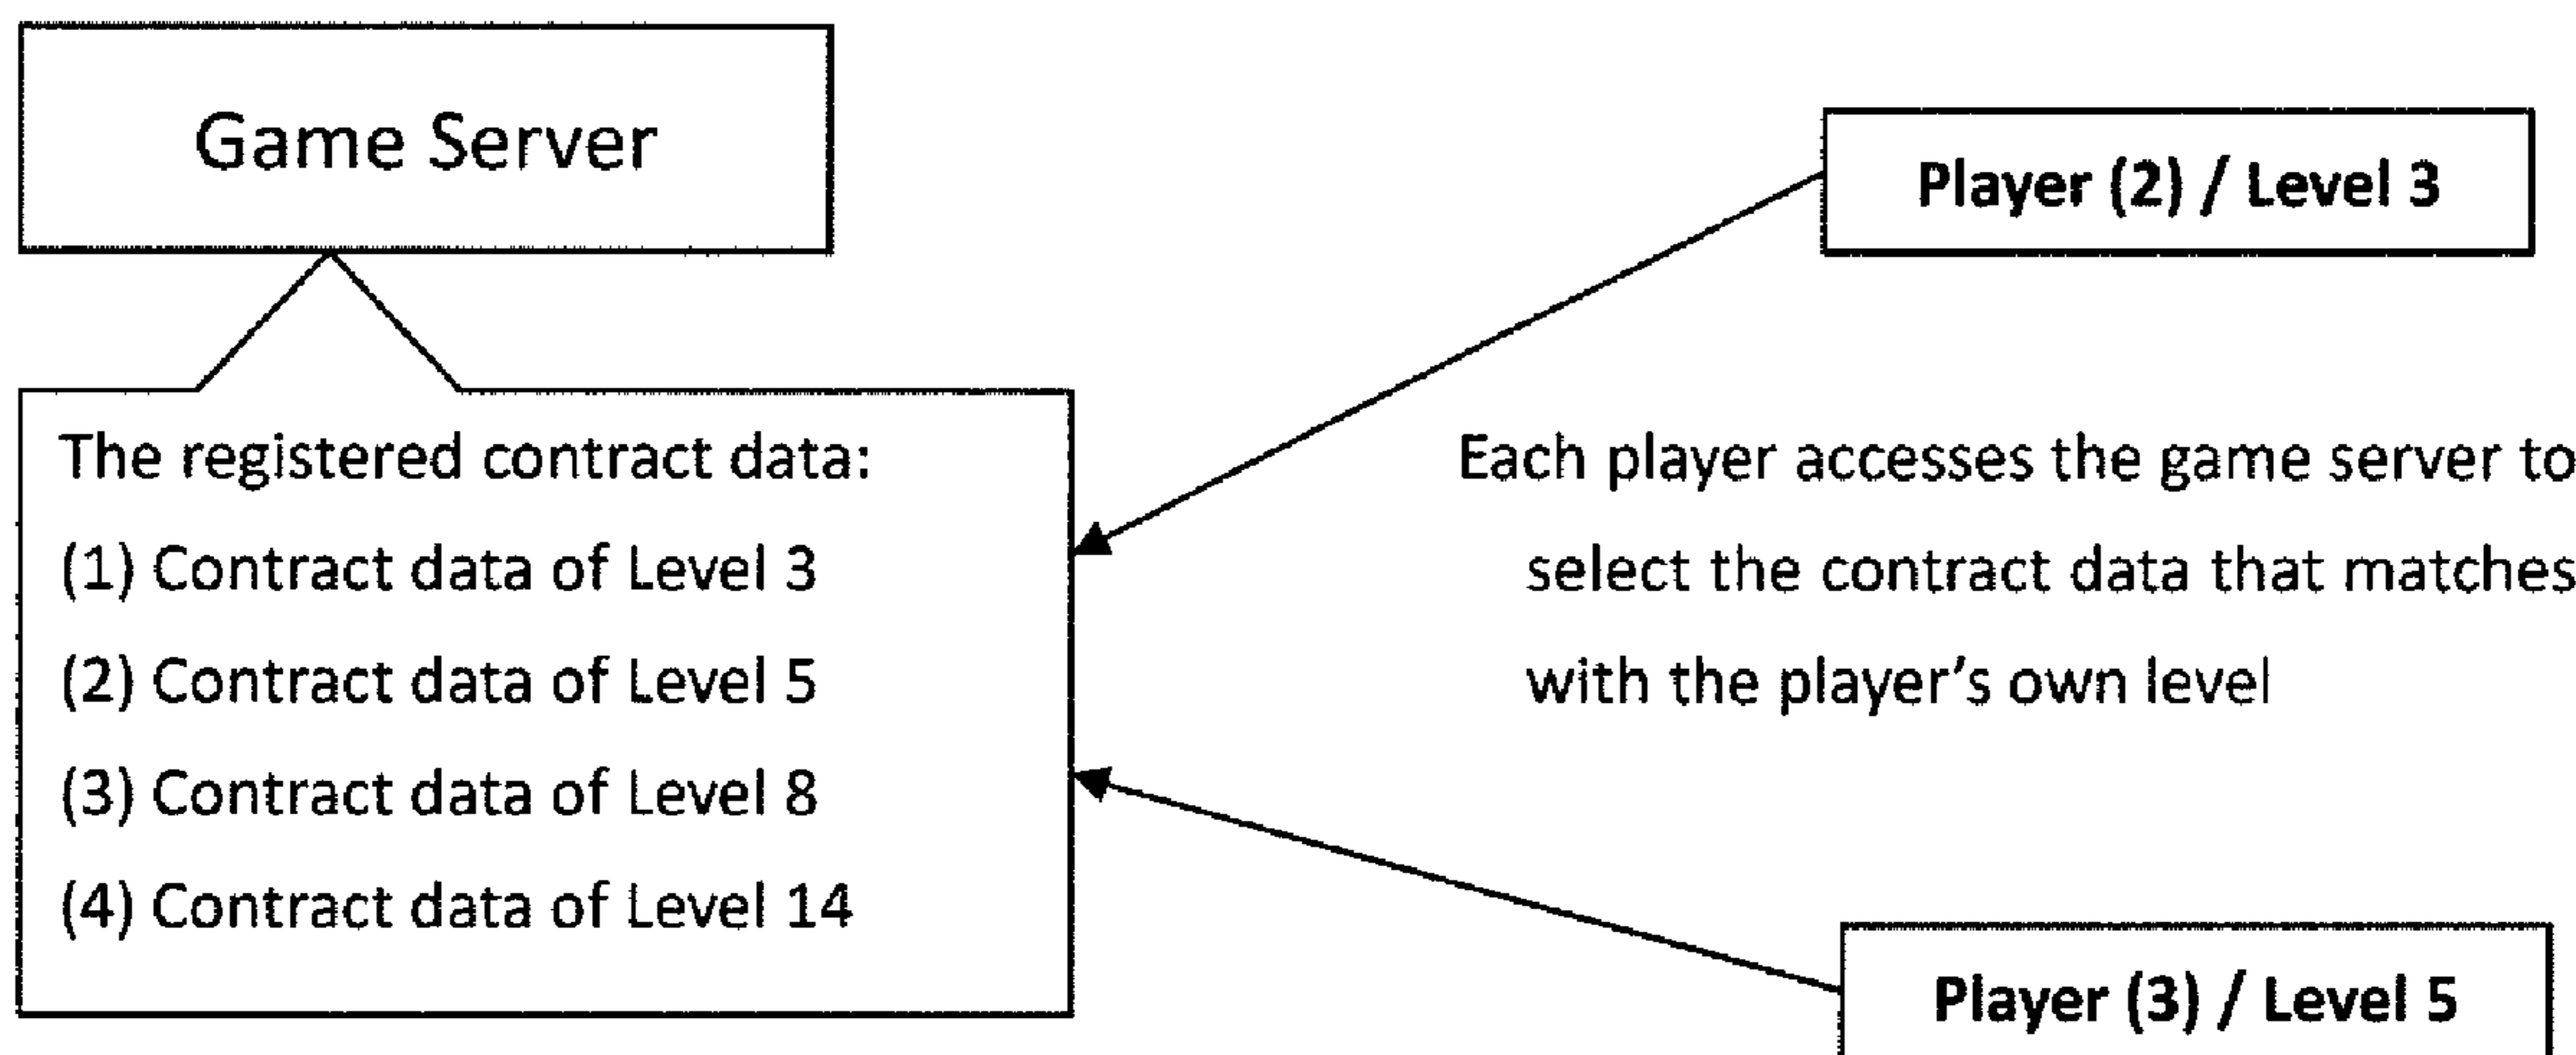 Game Server
Player (2) / Level 3
The registered contract data:
(1) Contract data of Level 3
(2) Contract data of Level 5
(3) Contract data of Level 8
(4) Contract data of Level 14
Each player accesses the game server to
select the contract data that matches
with the player's own level
Player (3) / Level 5